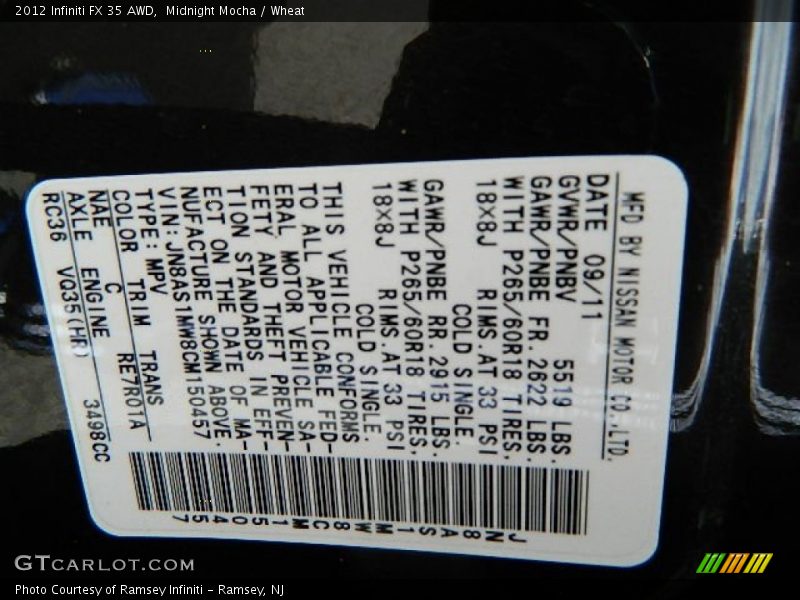 2012 Infiniti FX 35 AWD, Midnight Mocha / Wheat
MFD BY NISSAN MOTOR CO.,LTD.
DATE 09/11
GVWR/PNBV 5519 LBS.
GAWR/PNBE FR. 2622 LBS.
WITH P265/60R18 TIRES,
18X8J RIMS.AT 33 PSI
COLD SINGLE.
GAWR/PNBE RR. 2915 LBS.
WITH P265/60R18 TIRES,
18X8J RIMS.AT 33 PSI
COLD SINGLE.
THIS VEHICLE CONFORMS
TO ALL APPLICABLE FED-
ERAL MOTOR VEHICLE SA-
FETY AND THEFT PREVEN-
TION STANDARDS IN EFF-
ECT ON THE DATE OF MA-
NUFACTURE SHOWN ABOVE.
VIN: JN8AS1MW8CM150457
TYPE: MPV
COLOR TRIM TRANS
NAE C RE7R01A
AXLE ENGINE
RC36 VQ35(HR) 3498CC
JN8AS1MW8CM150457
GTCARLOT.COM
Photo Courtesy of Ramsey Infiniti - Ramsey, NJ